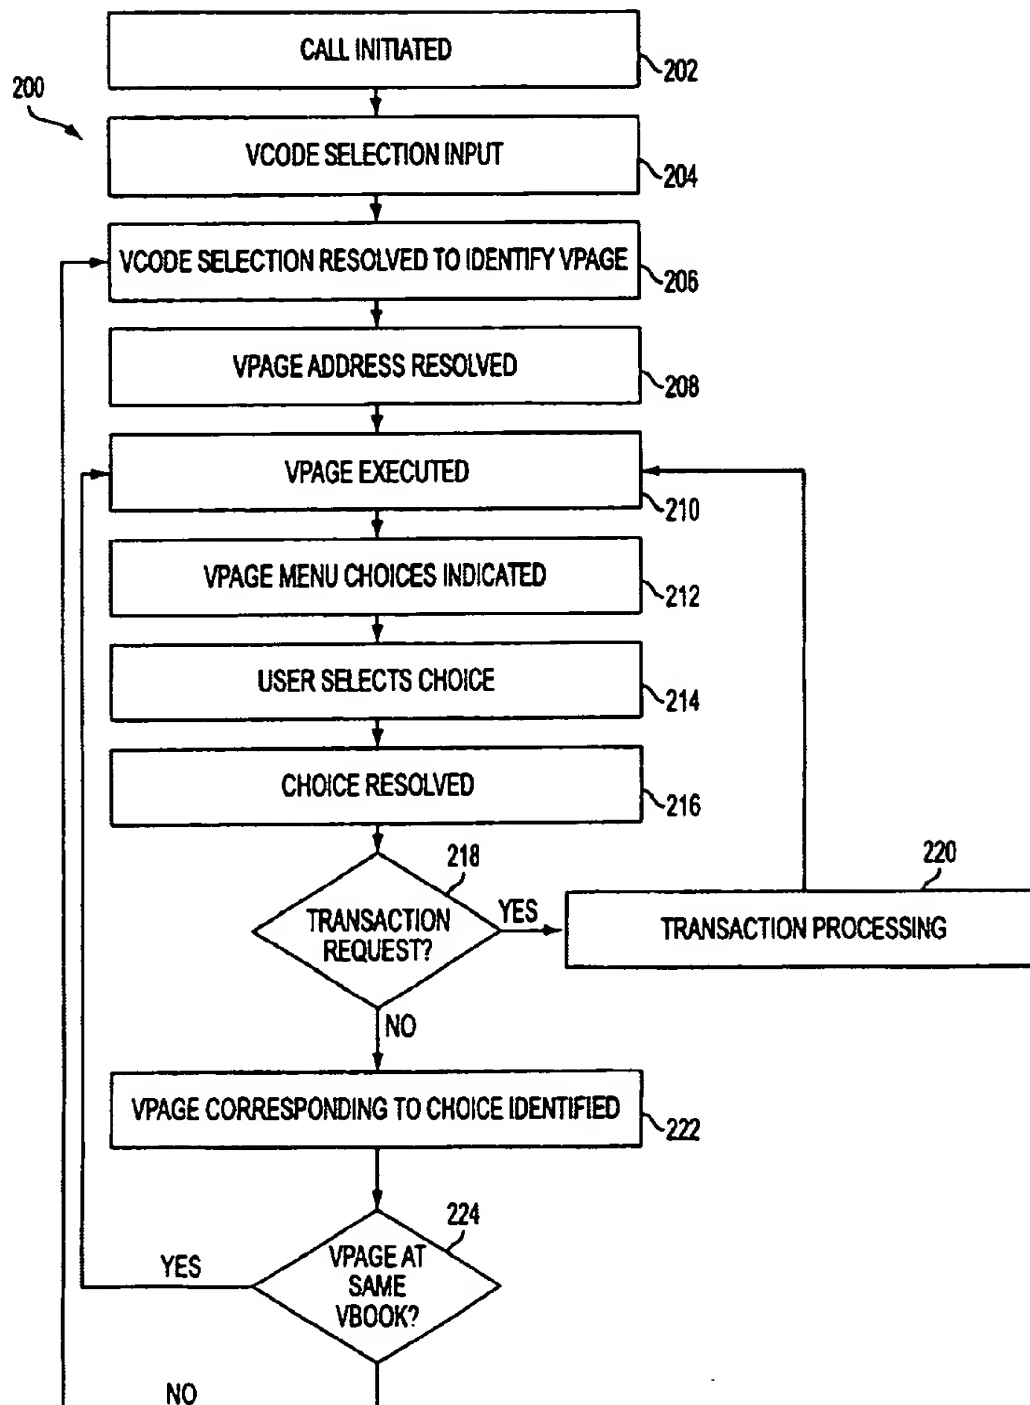 CALL INITIATED
202
200
VCODE SELECTION INPUT
204
VCODE SELECTION RESOLVED TO IDENTIFY VPAGE
206
VPAGE ADDRESS RESOLVED
208
VPAGE EXECUTED
210
VPAGE MENU CHOICES INDICATED
212
USER SELECTS CHOICE
214
CHOICE RESOLVED
216
218
TRANSACTION
REQUEST?
YES
220
TRANSACTION PROCESSING
NO
VPAGE CORRESPONDING TO CHOICE IDENTIFIED
222
224
VPAGE AT
SAME
VBOOK?
YES
NO